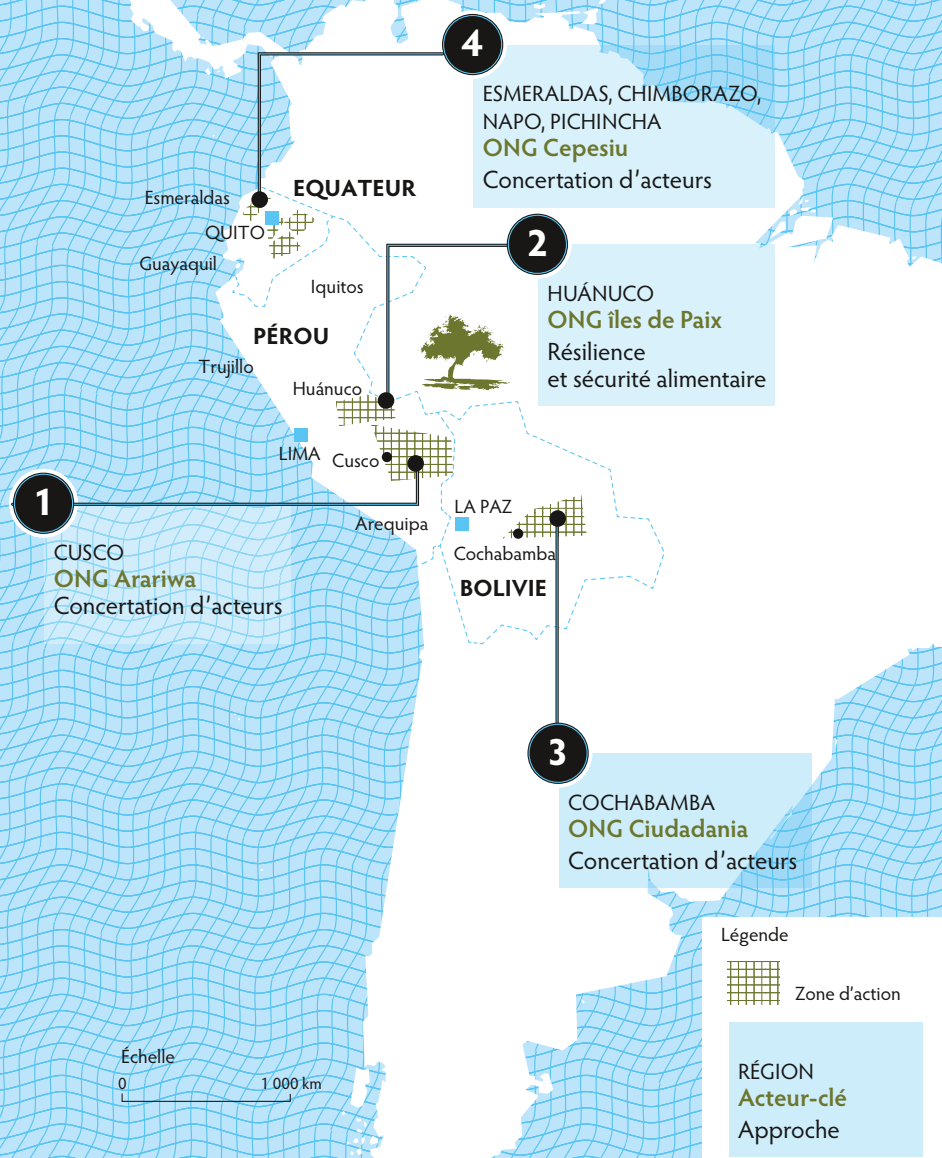 4
ESMERALDAS, CHIMBORAZO,
NAPO, PICHINCHA
ONG Cepesiu
Concertation d'acteurs
Esmeraldas
EQUATEUR
QUITO
Guayaquil
Iquitos
2
HUÁNUCO
ONG îles de Paix
Résilience
et sécurité alimentaire
PÉROU
Trujillo
Huánuco
LIMA
Cusco
1
CUSCO
ONG Arariwa
Concertation d'acteurs
Arequipa
LA PAZ
Cochabamba
BOLIVIE
3
COCHABAMBA
ONG Ciudadania
Concertation d'acteurs
Légende
Zone d'action
RÉGION
Acteur-clé
Approche
Échelle
0 1 000 km